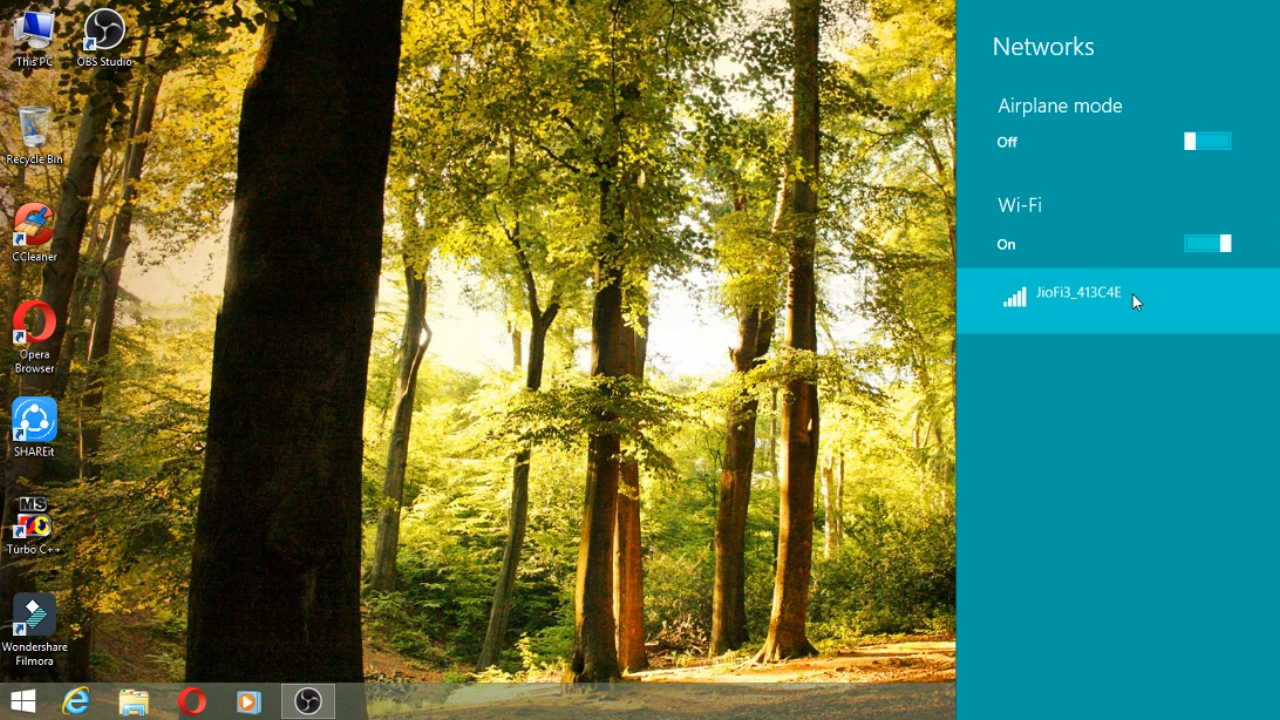 This PC
OBS Studio
Recycle Bin
CCleaner
Opera
Browser
SHAREit
MS
Turbo C++
Wondershare
Filmora
Networks
Airplane mode
Off
Wi-Fi
On
JioFi3_413C4E